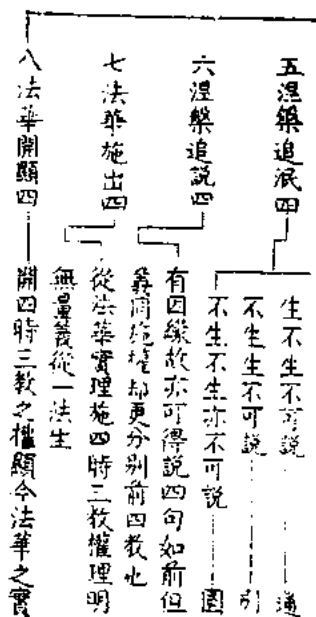 五涅槃追泯四
生不生不可說 通
不生生不可說 別
不生不生亦不可說 圓
六涅槃追說四
有因緣故亦可得說四句如前但
義同施權却更分別前四教也
七法華施出四
從法華實理施四時三教權理明
無量義從一法生
八法華開顯四
開四時三教之權顯今法華之實